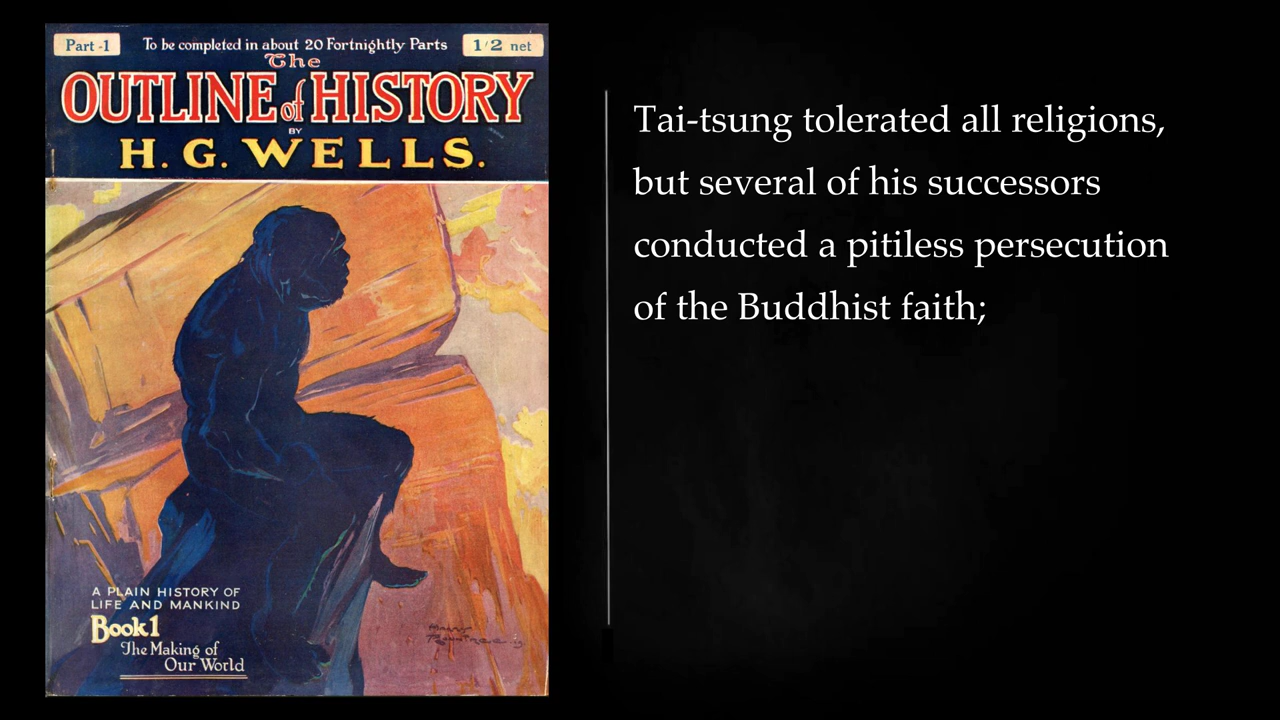 Part -1
To be completed in about 20 Fortnightly Parts
1/2 net
The
OUTLINE of HISTORY
BY
H. G. WELLS.
A PLAIN HISTORY OF
LIFE AND MANKIND
Book 1
The Making of
Our World
Tai-tsung tolerated all religions,
but several of his successors
conducted a pitiless persecution
of the Buddhist faith;